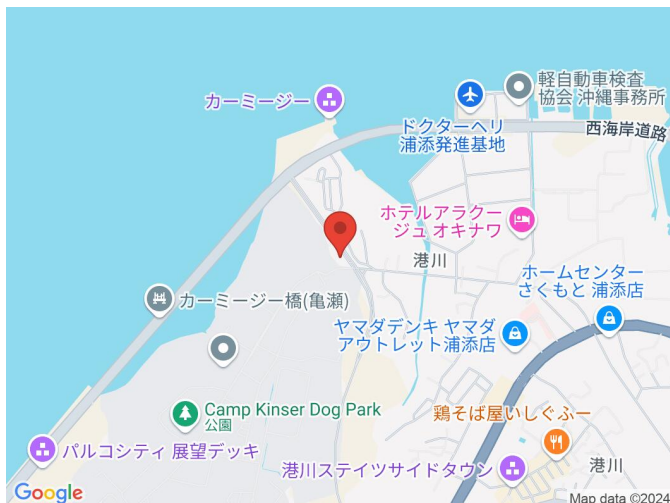 軽自動車検査
協会 沖縄事務所
カーミージー
西海岸道路
ドクターヘリ
浦添発進基地
ホテルアラクー
ジュ オキナワ
港川
ホームセンター
さくもと 浦添店
カーミージー橋(亀瀬)
ヤマダデンキ ヤマダ
アウトレット浦添店
Camp Kinser Dog Park
公園
鶏そば屋いしぐふー
パルコシティ 展望デッキ
港川ステイツサイドタウン
港川
Google
Map data ©2024